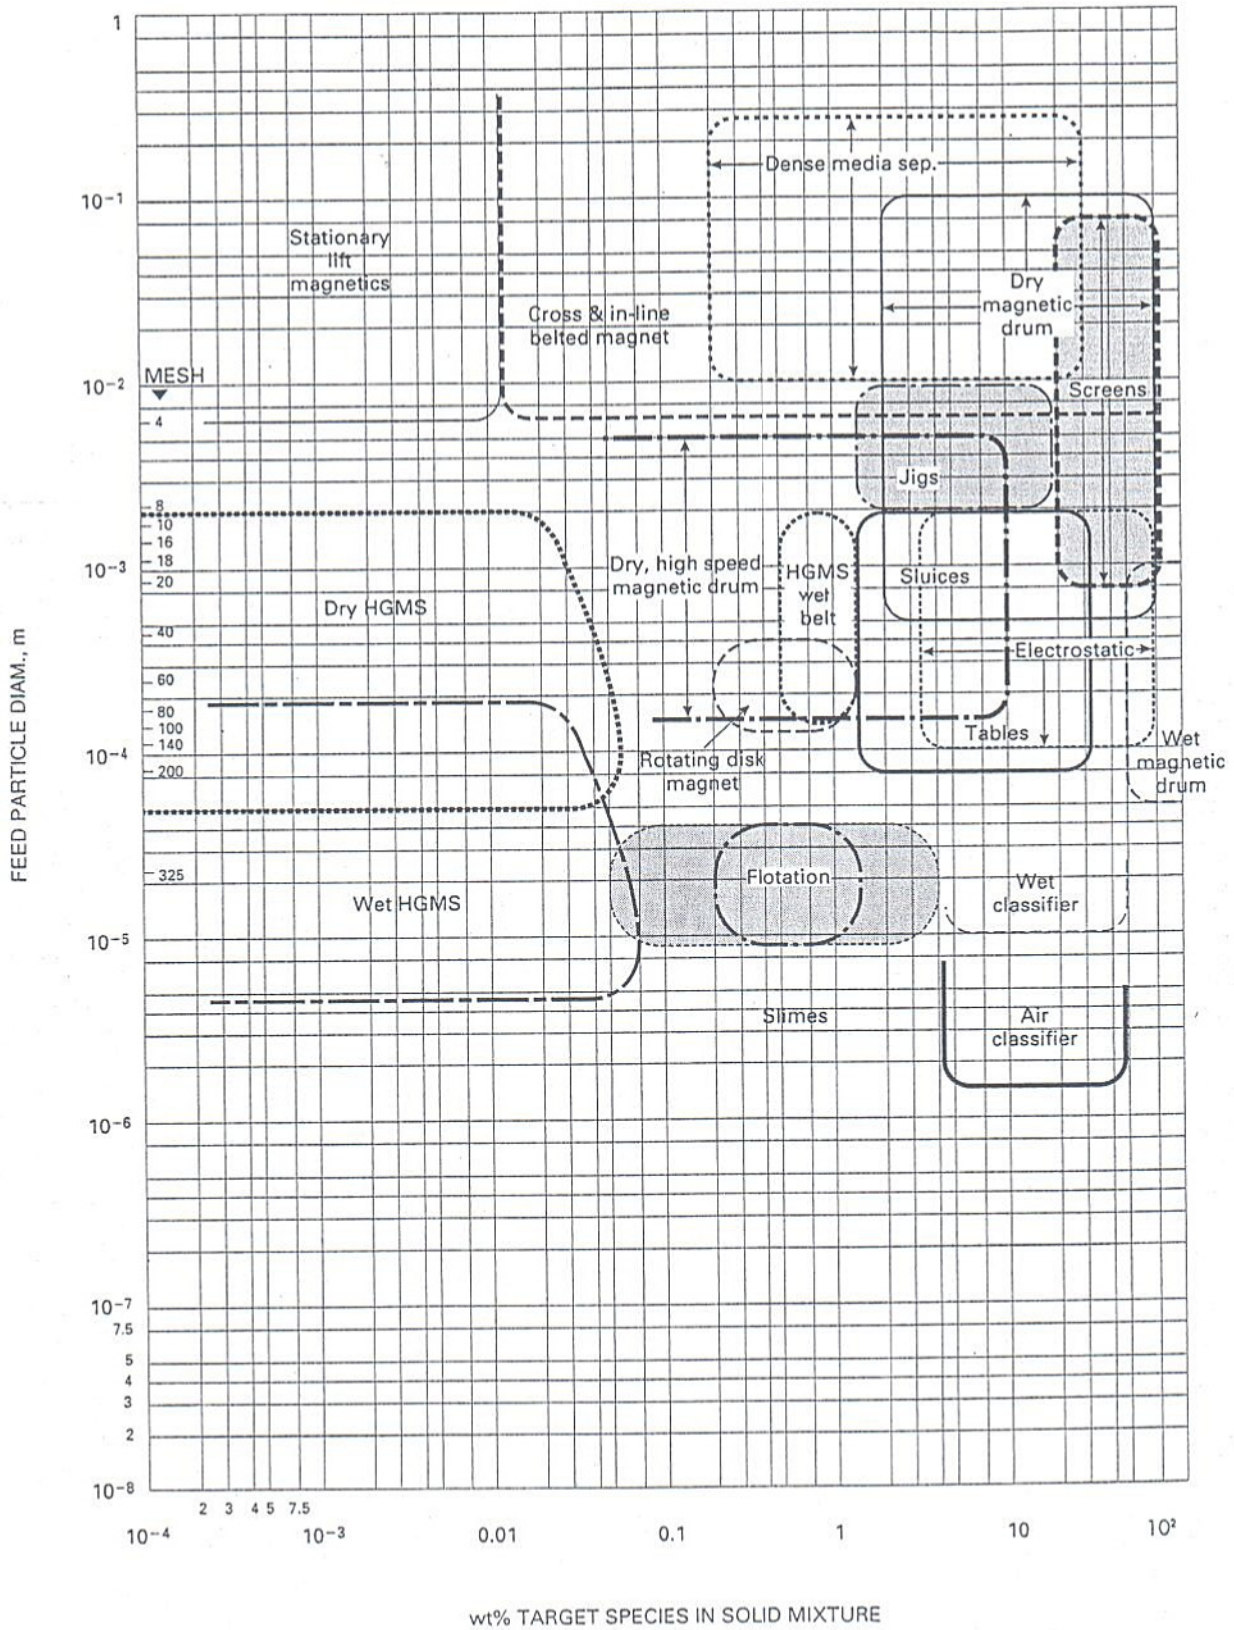 1
Dense media sep.
10⁻¹
Stationary
lift
magnetics
Dry
magnetic
drum
Cross & in-line
belted magnet
MESH
10⁻²
4
Screens
Jigs
8
10
16
18
10⁻³
20
Dry, high speed
magnetic drum
HGMS
wet
belt
Sluices
Dry HGMS
40
Electrostatic
60
80
100
140
10⁻⁴
200
Tables
Rotating disk
magnet
Wet
magnetic
drum
FEED PARTICLE DIAM., m
325
Flotation
Wet
classifier
Wet HGMS
10⁻⁵
Slimes
Air
classifier
10⁻⁶
10⁻⁷
7.5
5
4
3
2
10⁻⁸
2 3 4 5 7.5
10⁻⁴ 10⁻³ 0.01 0.1 1 10 10²
wt% TARGET SPECIES IN SOLID MIXTURE